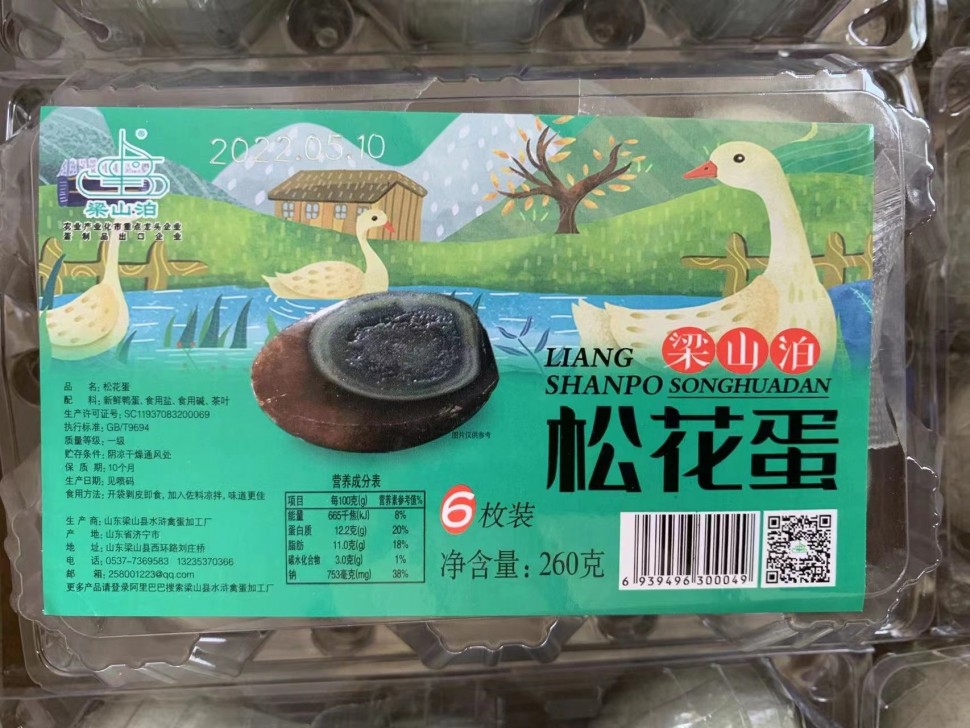 2022.05.10
梁山泊
农业产业化市重点龙头企业
蛋制品出口企业
LIANG
梁山泊
SHANPO SONGHUADAN
松花蛋
图片仅供参考
品 名：松花蛋
配 料：新鲜鸭蛋、食用盐、食用碱、茶叶
生产许可证号：SC11937083200069
执行标准：GB/T9694
质量等级：一级
贮存条件：阴凉干燥通风处
保 质 期：10个月
生产日期：见喷码
食用方法：开袋剥皮即食，加入佐料凉拌，味道更佳
生 产 商：山东梁山县水浒禽蛋加工厂
产 地：山东省济宁市
地 址：山东梁山县西环路刘庄桥
电 话：0537-7369583 13235370366
邮 箱：258001223@qq.com
更多产品请登录阿里巴巴搜索梁山县水浒禽蛋加工厂
营养成分表
项目 每100克(g) 营养素参考值%
能量 665千焦(kJ) 8%
蛋白质 12.2克(g) 20%
脂肪 11.0克(g) 18%
碳水化合物 3.0克(g) 1%
钠 753毫克(mg) 38%
6枚装
净含量：260克
6 939496 300049